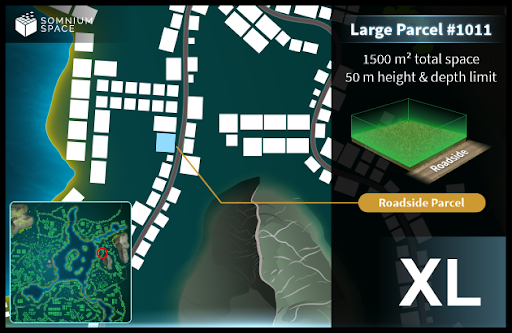 SOMNIUM
SPACE
Large Parcel #1011
1500 m² total space
50 m height & depth limit
Roadside
Roadside Parcel
XL